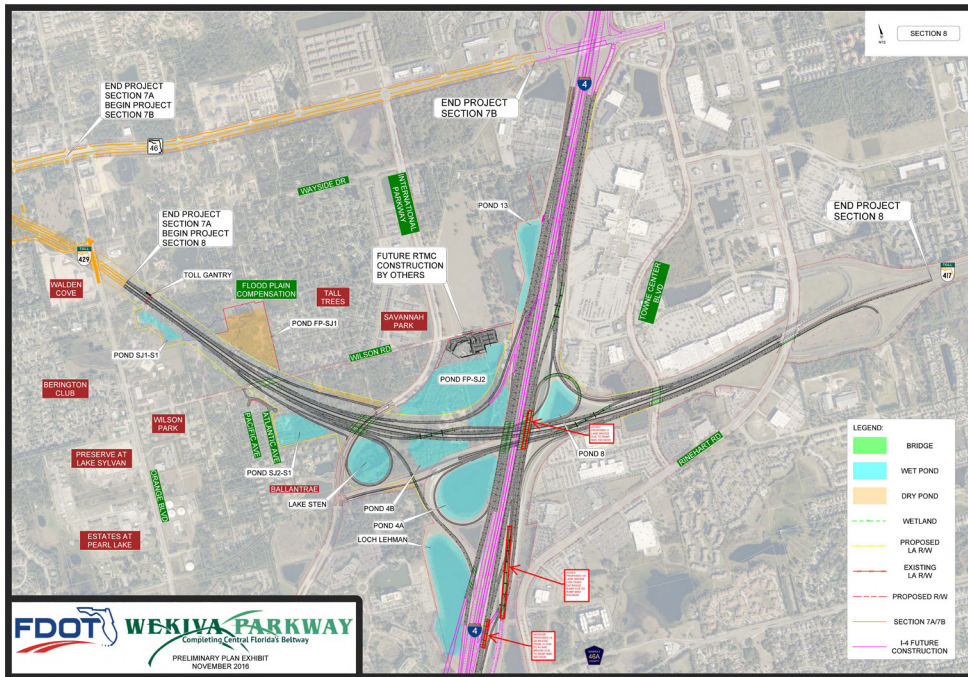 NTS
SECTION 8
END PROJECT
SECTION 7A
BEGIN PROJECT
SECTION 7B
46
END PROJECT
SECTION 7B
4
WAYSIDE DR
INTERNATIONAL
PARKWAY
POND 13
END PROJECT
SECTION 8
TOLL
417
END PROJECT
SECTION 7A
BEGIN PROJECT
SECTION 8
TOLL
429
TOLL GANTRY
WALDEN
COVE
FLOOD PLAIN
COMPENSATION
TALL
TREES
FUTURE RTMC
CONSTRUCTION
BY OTHERS
SAVANNAH
PARK
TOWNE CENTER
BLVD
POND FP-SJ1
POND SJ1-S1
WILSON RD
POND FP-SJ2
BERINGTON
CLUB
WILSON
PARK
PACIFIC AVE
ATLANTIC AVE
POND SJ2-S1
PRESERVE AT
LAKE SYLVAN
ORANGE BLVD
BALLANTRAE
LAKE STEN
POND 8
RINEHART RD
POND 4B
POND 4A
LOCH LEHMAN
ESTATES AT
PEARL LAKE
4
46A
LEGEND:
BRIDGE
WET POND
DRY POND
WETLAND
PROPOSED
LA R/W
EXISTING
LA R/W
PROPOSED R/W
SECTION 7A/7B
I-4 FUTURE
CONSTRUCTION
FDOT
WEKIVA PARKWAY
Completing Central Florida's Beltway
PRELIMINARY PLAN EXHIBIT
NOVEMBER 2016